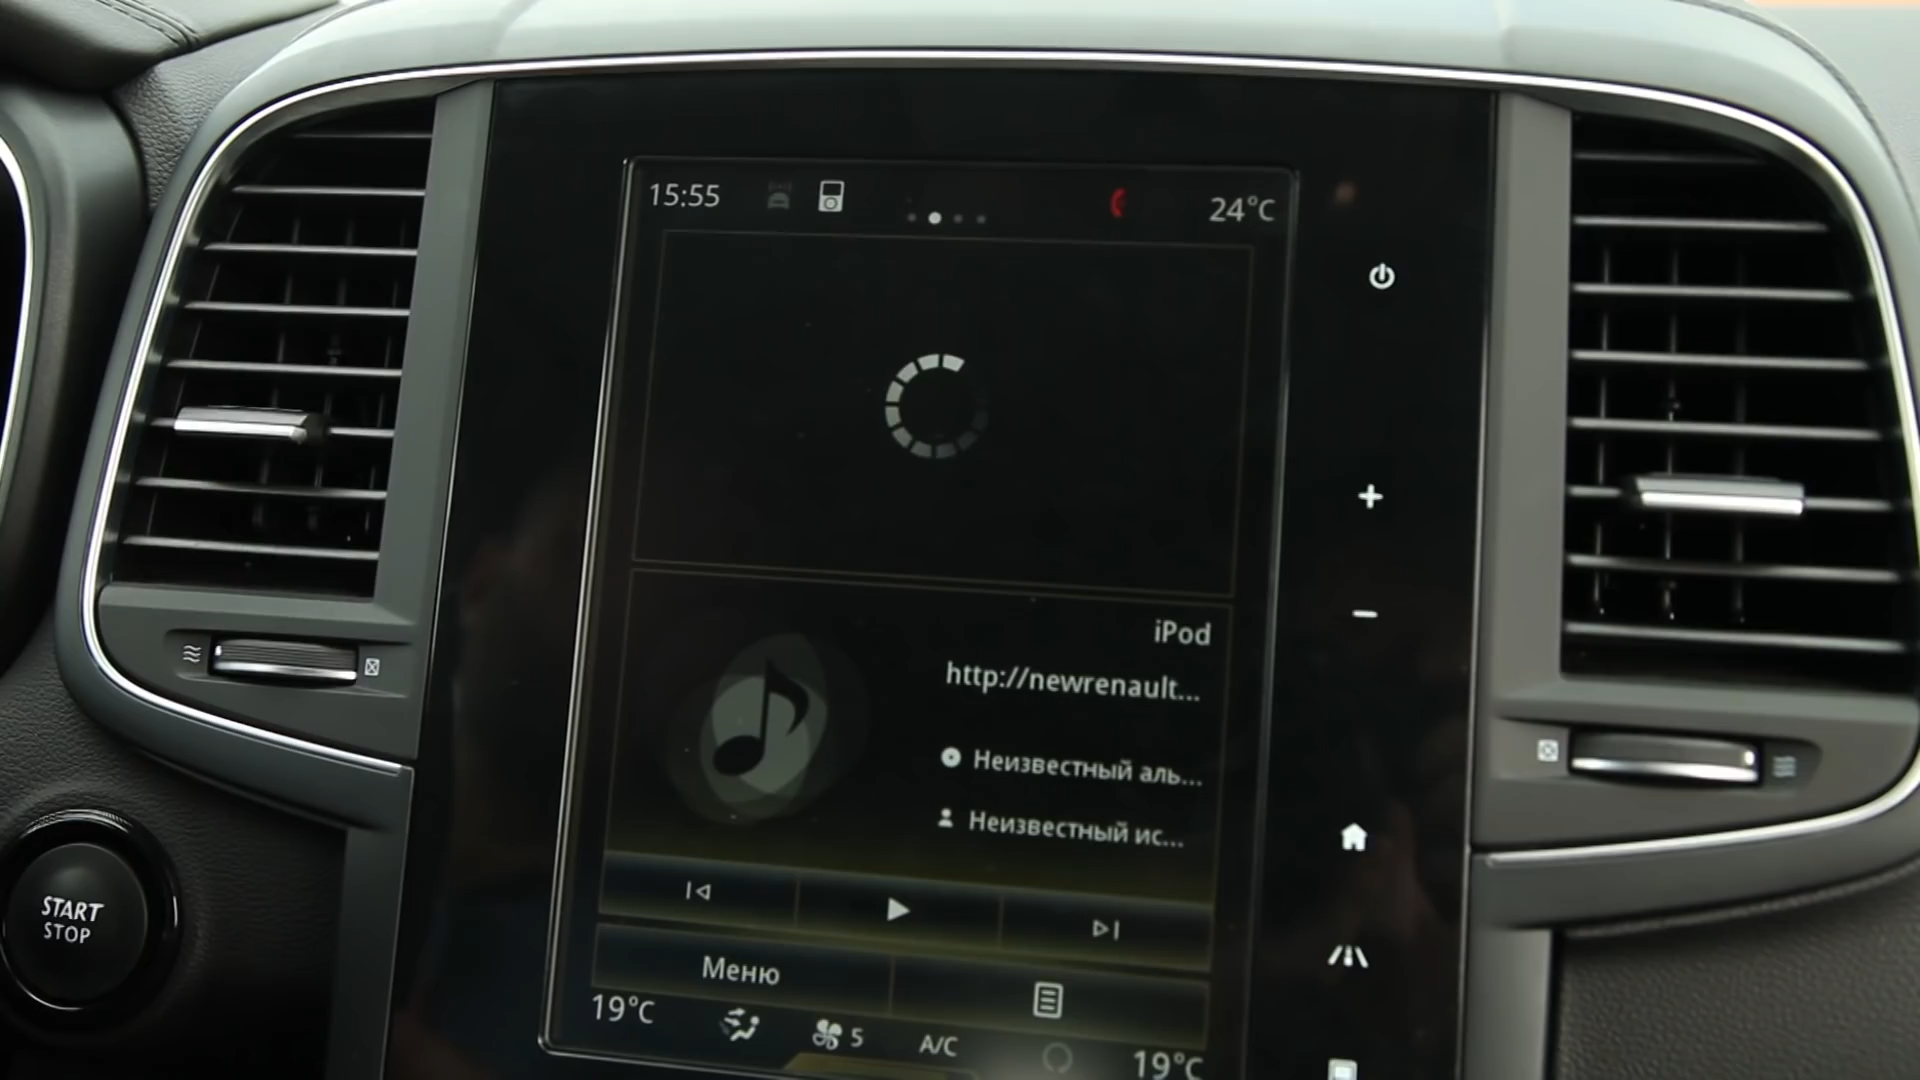 15:55
24°C
iPod
http://newrenault...
Неизвестный аль...
Неизвестный ис...
Меню
START
STOP
19°C
5
A/C
19°C